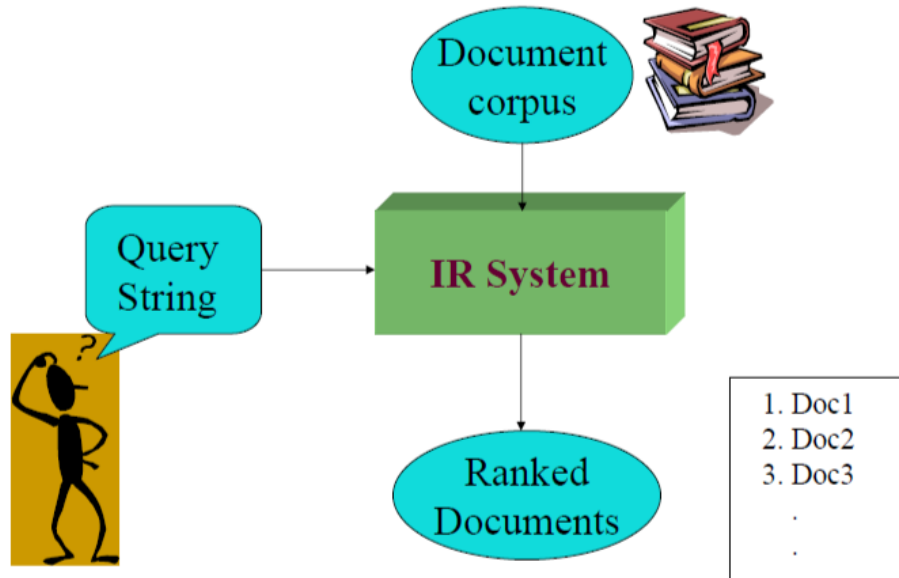 Document
corpus
Query
String
?
IR System
Ranked
Documents
1. Doc1
2. Doc2
3. Doc3
.
.